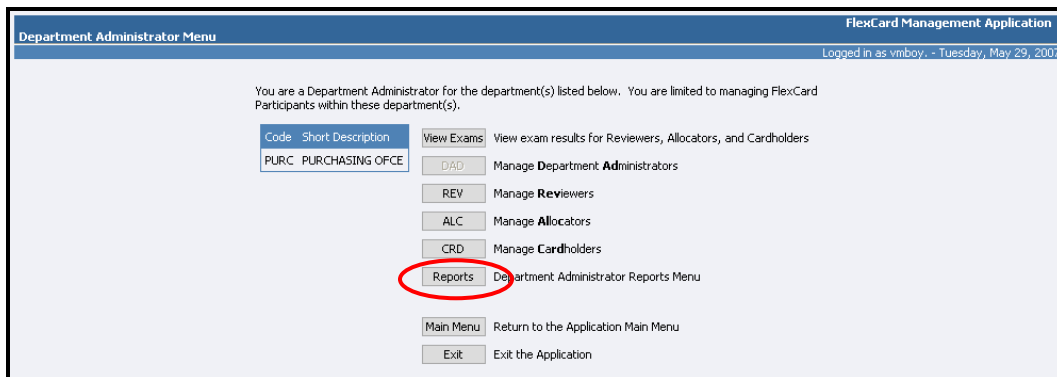 FlexCard Management Application
Department Administrator Menu
Logged in as vmboy. - Tuesday, May 29, 2007
You are a Department Administrator for the department(s) listed below. You are limited to managing FlexCard
Participants within these department(s).
Code Short Description
PURC PURCHASING OFCE
View Exams View exam results for Reviewers, Allocators, and Cardholders
DAD Manage Department Administrators
REV Manage Reviewers
ALC Manage Allocators
CRD Manage Cardholders
Reports Department Administrator Reports Menu
Main Menu Return to the Application Main Menu
Exit Exit the Application